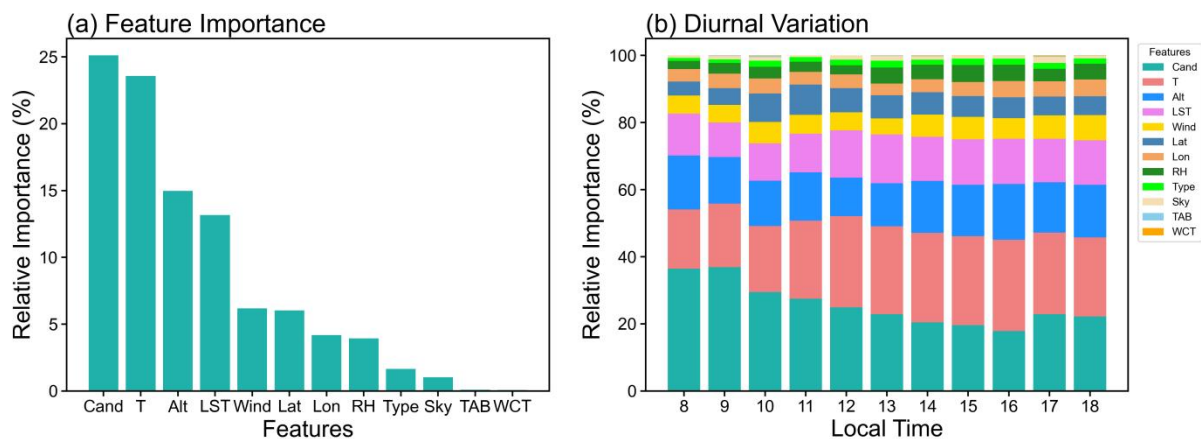 (a) Feature Importance
Relative Importance (%)
25
20
15
10
5
0
Cand T Alt LST Wind Lat Lon RH Type Sky TAB WCT
Features
(b) Diurnal Variation
Relative Importance (%)
100
80
60
40
20
0
8 9 10 11 12 13 14 15 16 17 18
Local Time
Features
Cand
T
Alt
LST
Wind
Lat
Lon
RH
Type
Sky
TAB
WCT